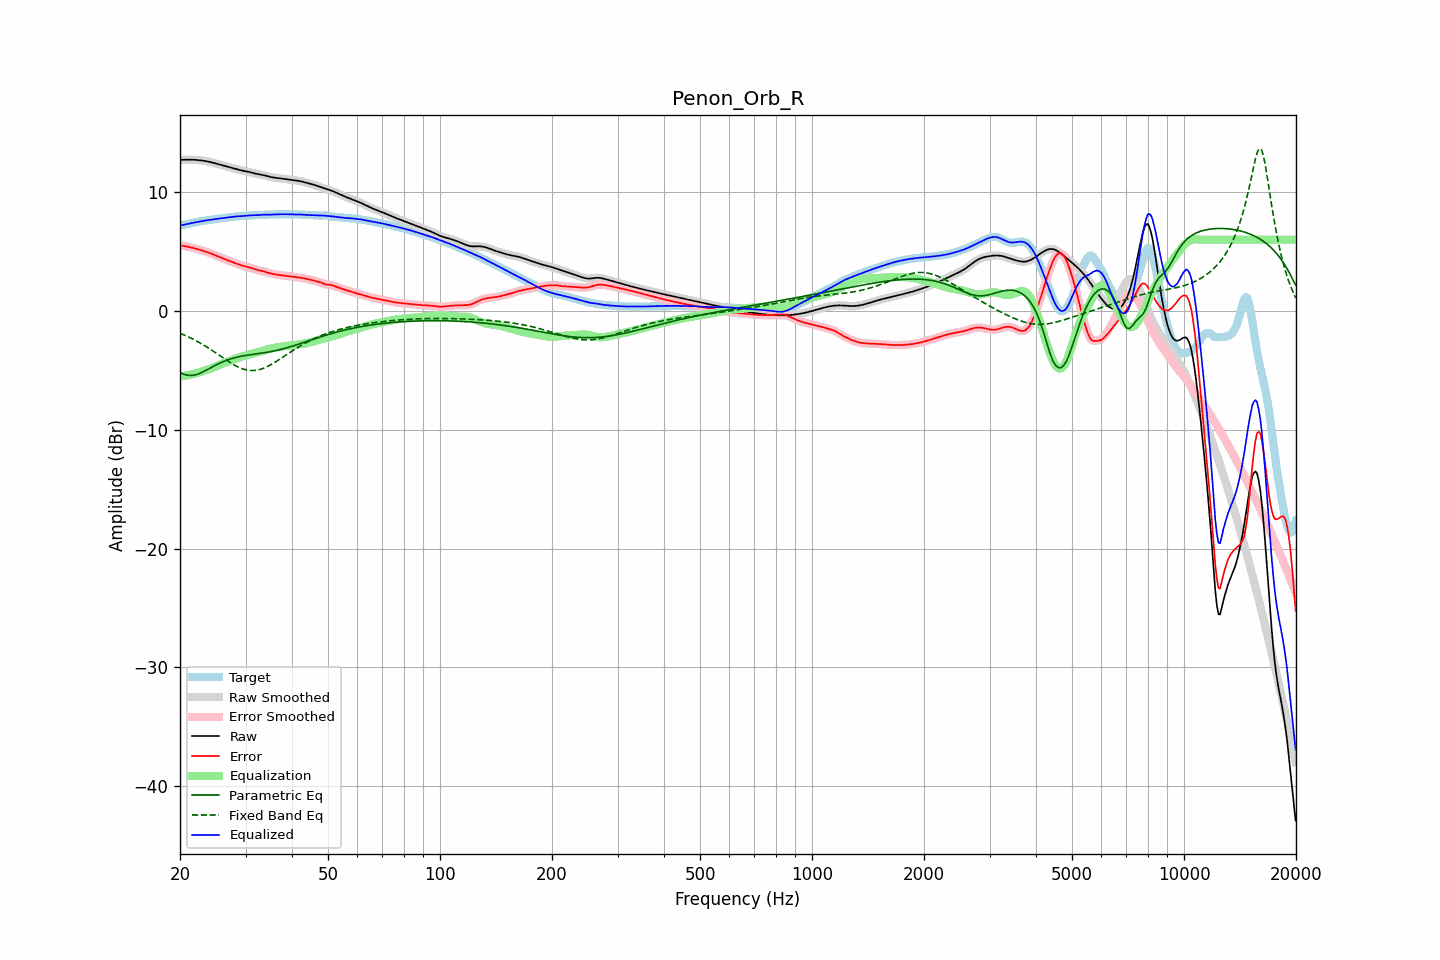 Penon_Orb_R
Amplitude (dBr)
10
0
−10
−20
−30
−40
Target
Raw Smoothed
Error Smoothed
Raw
Error
Equalization
Parametric Eq
Fixed Band Eq
Equalized
20 50 100 200 500 1000 2000 5000 10000 20000
Frequency (Hz)